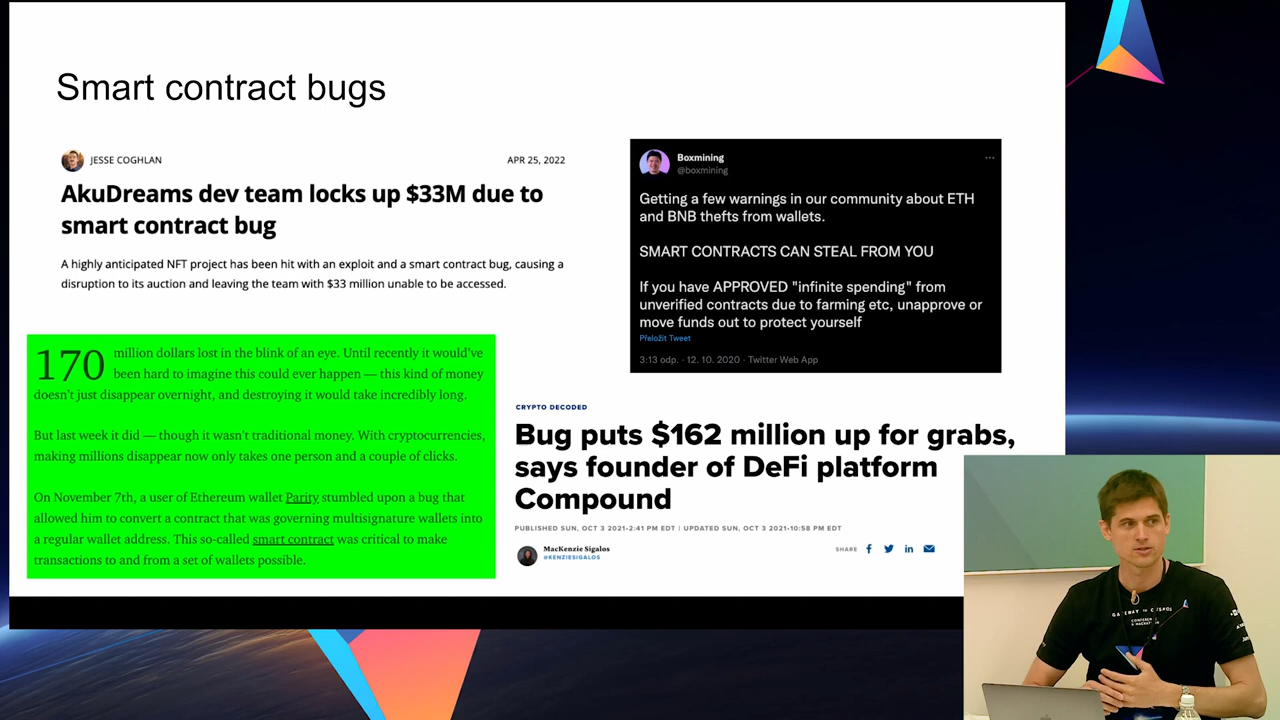 Smart contract bugs
JESSE COGHLAN
APR 25, 2022
AkuDreams dev team locks up $33M due to
smart contract bug
A highly anticipated NFT project has been hit with an exploit and a smart contract bug, causing a
disruption to its auction and leaving the team with $33 million unable to be accessed.
170 million dollars lost in the blink of an eye. Until recently it would've
been hard to imagine this could ever happen — this kind of money
doesn't just disappear overnight, and destroying it would take incredibly long.
But last week it did — though it wasn't traditional money. With cryptocurrencies,
making millions disappear now only takes one person and a couple of clicks.
On November 7th, a user of Ethereum wallet Parity stumbled upon a bug that
allowed him to convert a contract that was governing multisignature wallets into
a regular wallet address. This so-called smart contract was critical to make
transactions to and from a set of wallets possible.
Boxmining
@boxmining
Getting a few warnings in our community about ETH
and BNB thefts from wallets.
SMART CONTRACTS CAN STEAL FROM YOU
If you have APPROVED "infinite spending" from
unverified contracts due to farming etc, unapprove or
move funds out to protect yourself
Přeložit Tweet
3:13 odp. · 12. 10. 2020 · Twitter Web App
CRYPTO DECODED
Bug puts $162 million up for grabs,
says founder of DeFi platform
Compound
PUBLISHED SUN, OCT 3 2021•2:41 PM EDT | UPDATED SUN, OCT 3 2021•10:58 PM EDT
MacKenzie Sigalos
@KENZIESIGALOS
SHARE
GATEWAY TO COSMOS
CONFERENCE
& HACKATHON